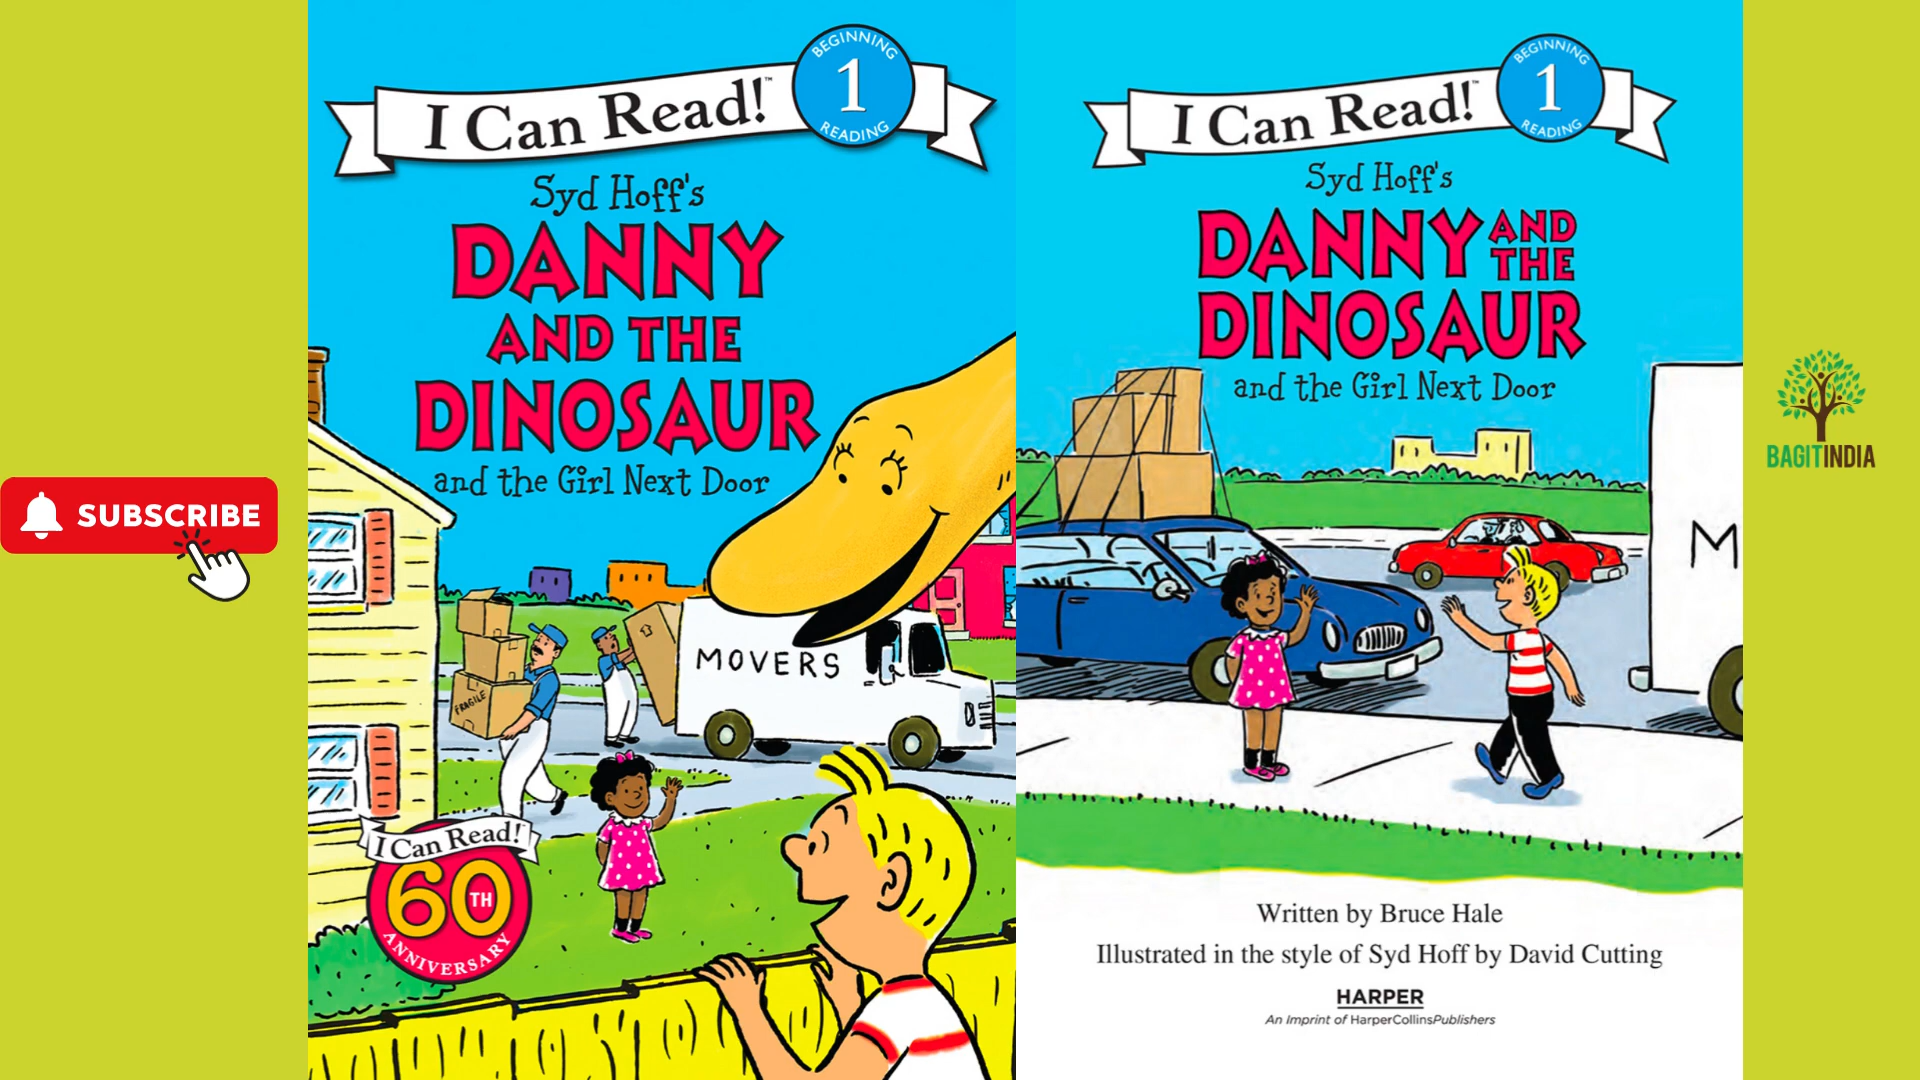 SUBSCRIBE
I Can Read!™
BEGINNING
1
READING
Syd Hoff's
DANNY
AND THE
DINOSAUR
and the Girl Next Door
MOVERS
FRAGILE
I Can Read!
60TH
ANNIVERSARY
I Can Read!™
BEGINNING
1
READING
Syd Hoff's
DANNY AND THE
DINOSAUR
and the Girl Next Door
M
Written by Bruce Hale
Illustrated in the style of Syd Hoff by David Cutting
HARPER
An Imprint of HarperCollinsPublishers
BAGITINDIA